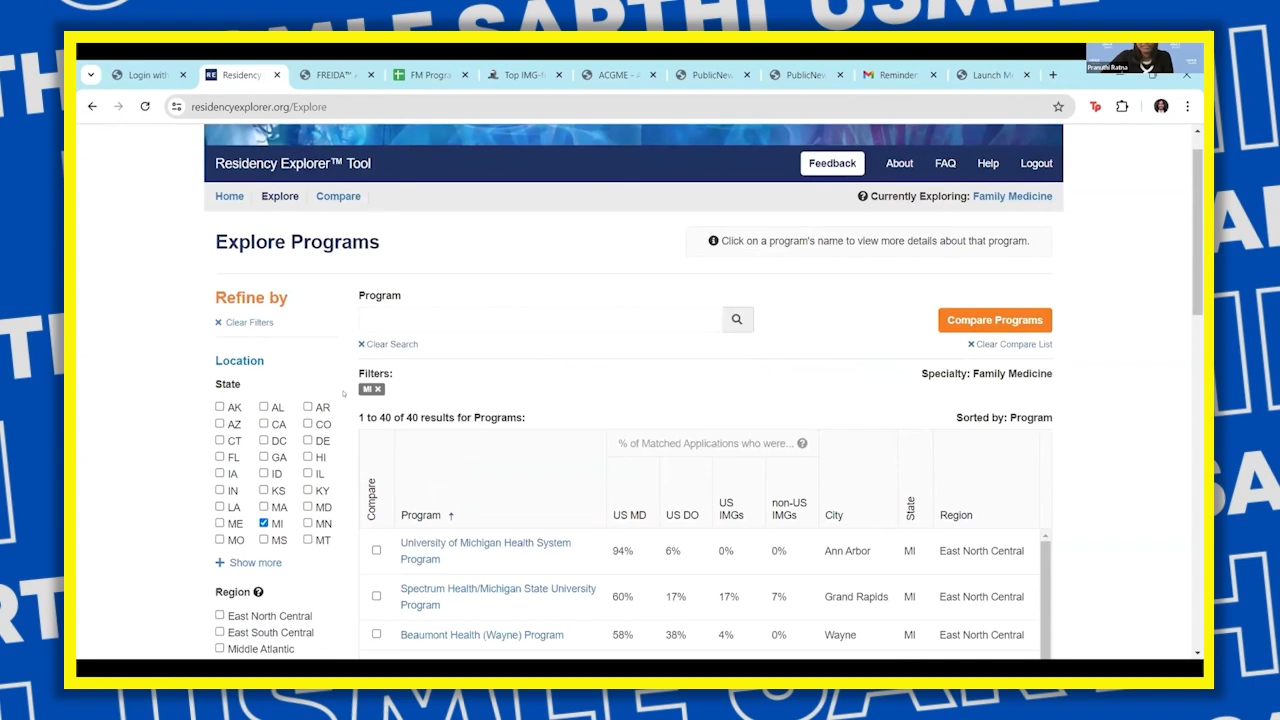 Pranuthi Ratna
Login with
Residency
FREIDA™
FM Progra
Top IMG-f
ACGME - A
PublicNew
PublicNew
Reminder
Launch M
residencyexplorer.org/Explore
Residency Explorer™ Tool
Feedback
About
FAQ
Help
Logout
Home
Explore
Compare
Currently Exploring: Family Medicine
Explore Programs
Click on a program's name to view more details about that program.
Refine by
Clear Filters
Program
Compare Programs
Clear Search
Clear Compare List
Location
State
Filters:
Specialty: Family Medicine
MI
AK AL AR
AZ CA CO
CT DC DE
FL GA HI
IA ID IL
IN KS KY
LA MA MD
ME MI MN
MO MS MT
Show more
1 to 40 of 40 results for Programs:
Sorted by: Program
Compare
Program
% of Matched Applications who were...
US MD
US DO
US
IMGs
non-US
IMGs
City
State
Region
University of Michigan Health System
Program
94% 6% 0% 0% Ann Arbor MI East North Central
Spectrum Health/Michigan State University
Program
60% 17% 17% 7% Grand Rapids MI East North Central
Beaumont Health (Wayne) Program
58% 38% 4% 0% Wayne MI East North Central
Region
East North Central
East South Central
Middle Atlantic